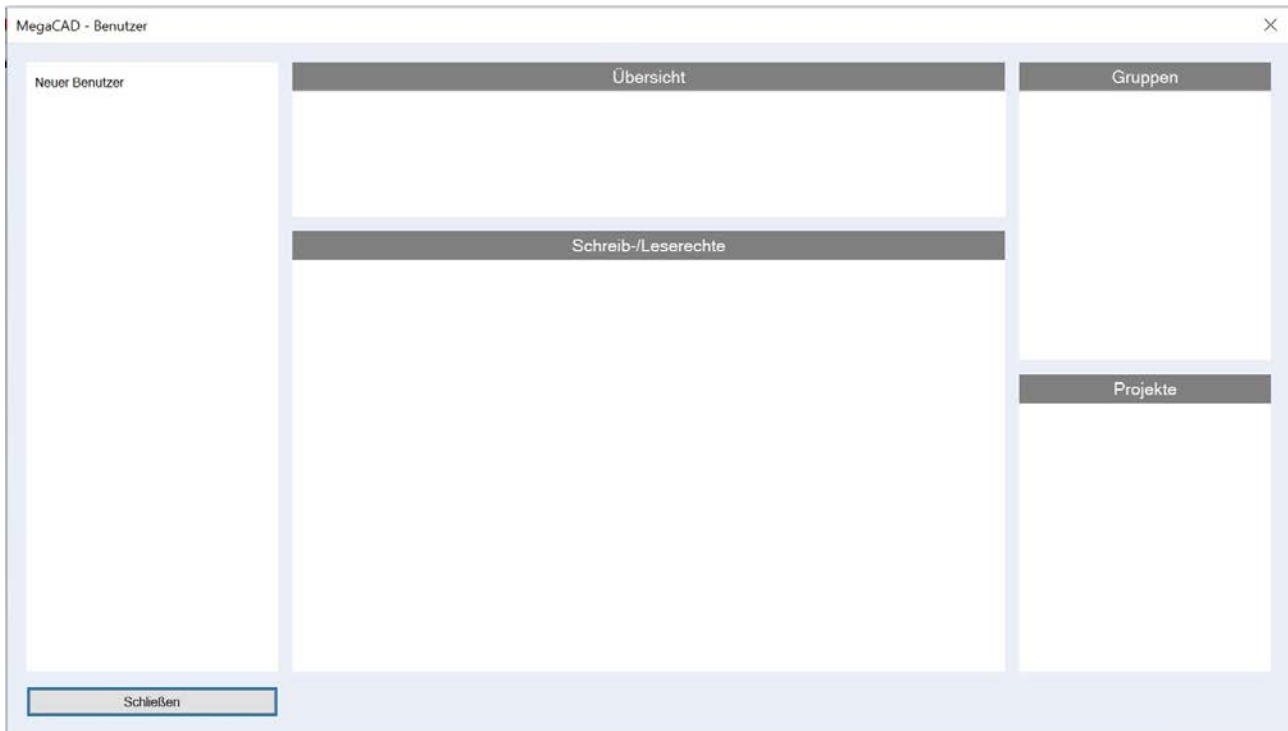 MegaCAD - Benutzer
Neuer Benutzer
Übersicht
Gruppen
Schreib-/Leserechte
Projekte
Schließen